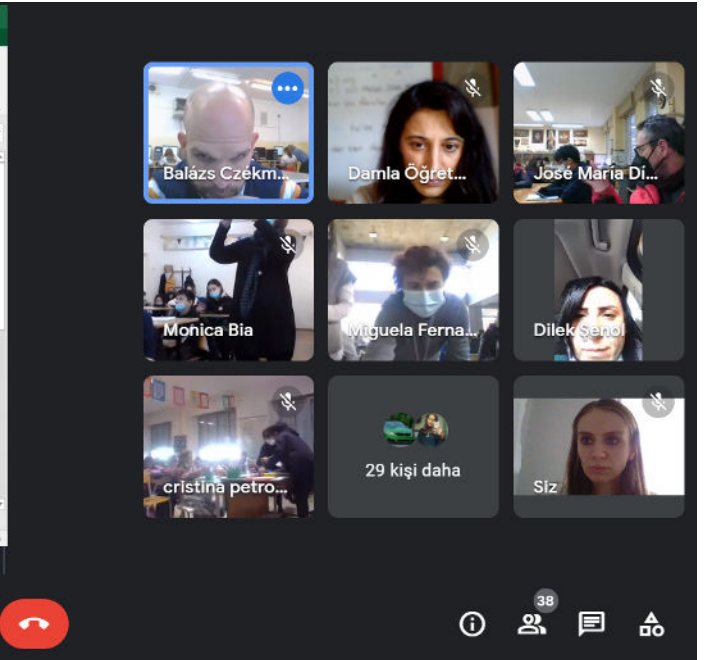 Balázs Czékm...
Damla Öğret...
José María Di...
Monica Bia
Miguela Ferna...
Dilek Şenol
cristina petro...
29 kişi daha
Siz
38